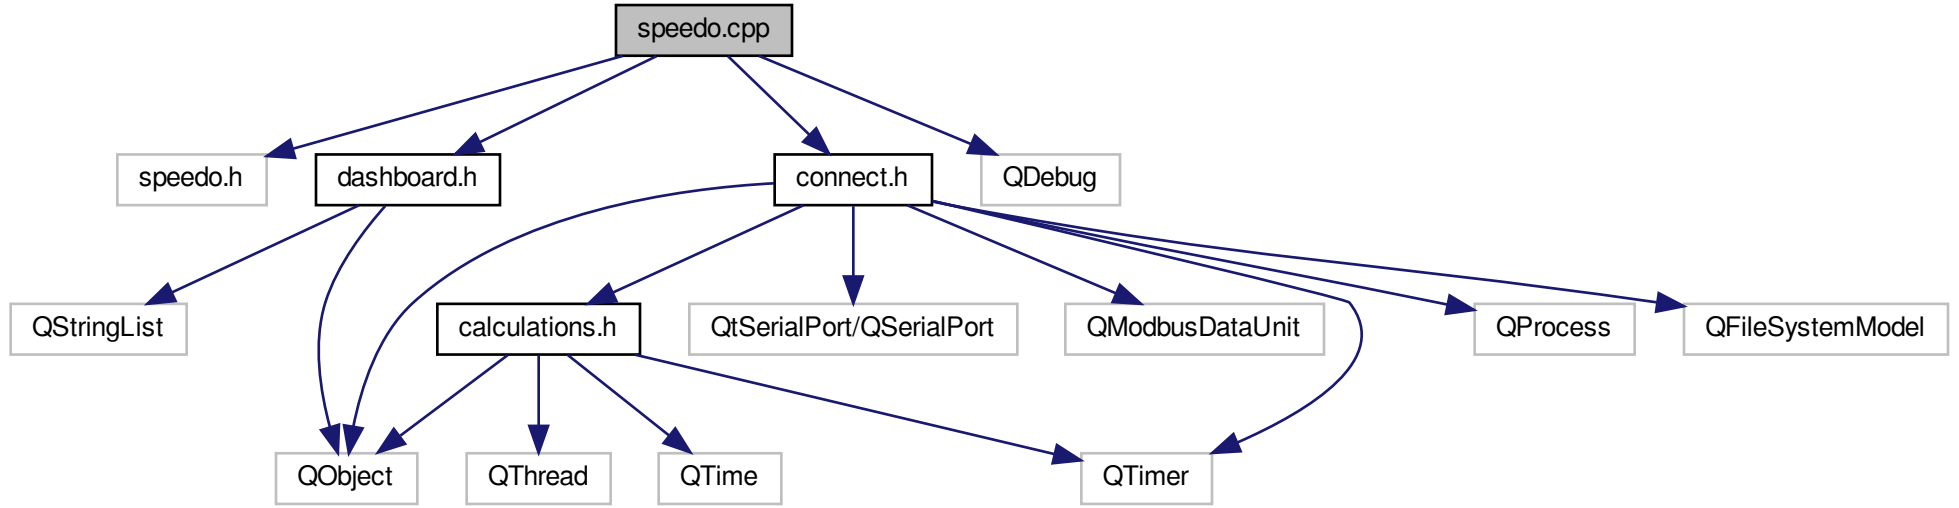 speedo.cpp
speedo.h
dashboard.h
connect.h
QDebug
QStringList
calculations.h
QtSerialPort/QSerialPort
QModbusDataUnit
QProcess
QFileSystemModel
QObject
QThread
QTime
QTimer